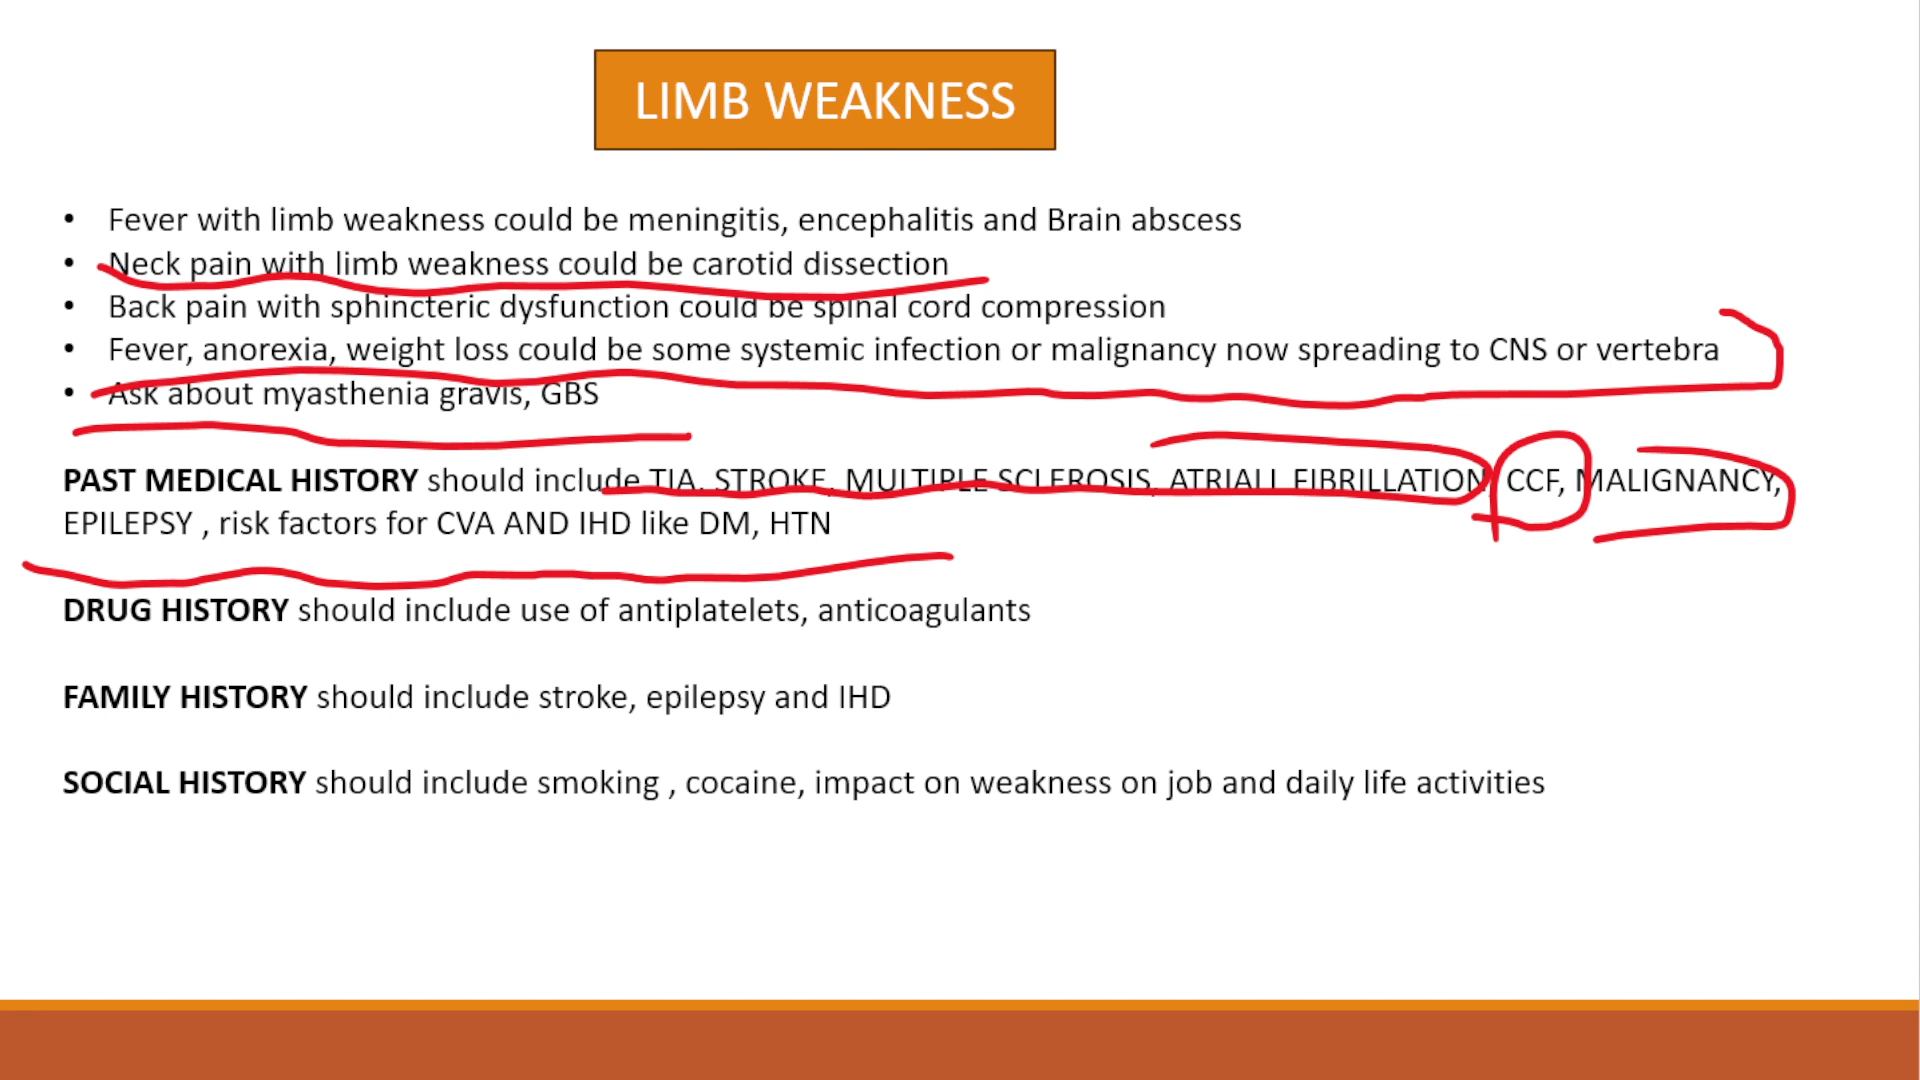 LIMB WEAKNESS
• Fever with limb weakness could be meningitis, encephalitis and Brain abscess
• Neck pain with limb weakness could be carotid dissection
• Back pain with sphincteric dysfunction could be spinal cord compression
• Fever, anorexia, weight loss could be some systemic infection or malignancy now spreading to CNS or vertebra
• Ask about myasthenia gravis, GBS
PAST MEDICAL HISTORY should include TIA, STROKE, MULTIPLE SCLEROSIS, ATRIALL FIBRILLATION, CCF, MALIGNANCY,
EPILEPSY , risk factors for CVA AND IHD like DM, HTN
DRUG HISTORY should include use of antiplatelets, anticoagulants
FAMILY HISTORY should include stroke, epilepsy and IHD
SOCIAL HISTORY should include smoking , cocaine, impact on weakness on job and daily life activities